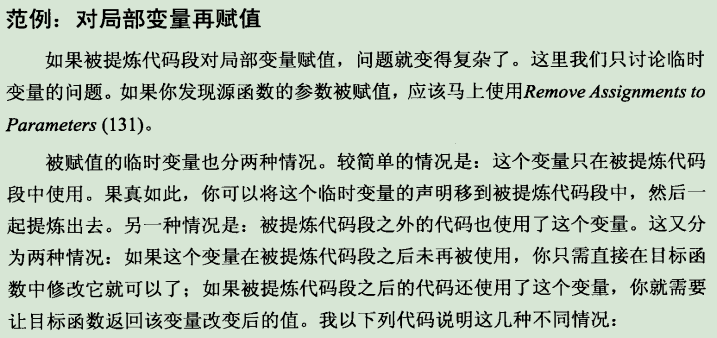 范例：对局部变量再赋值
如果被提炼代码段对局部变量赋值，问题就变得复杂了。这里我们只讨论临时
变量的问题。如果你发现源函数的参数被赋值，应该马上使用Remove Assignments to
Parameters (131)。
被赋值的临时变量也分两种情况。较简单的情况是：这个变量只在被提炼代码
段中使用。果真如此，你可以将这个临时变量的声明移到被提炼代码段中，然后一
起提炼出去。另一种情况是：被提炼代码段之外的代码也使用了这个变量。这又分
为两种情况：如果这个变量在被提炼代码段之后未再被使用，你只需直接在目标函
数中修改它就可以了；如果被提炼代码段之后的代码还使用了这个变量，你就需要
让目标函数返回该变量改变后的值。我以下列代码说明这几种不同情况：